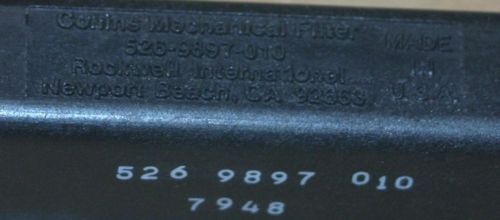 Collins Mechanical Filter
526-9897-010
Rockwell International
Newport Beach, CA 92663
MADE
IN
U.S.A.
526 9897 010
7948